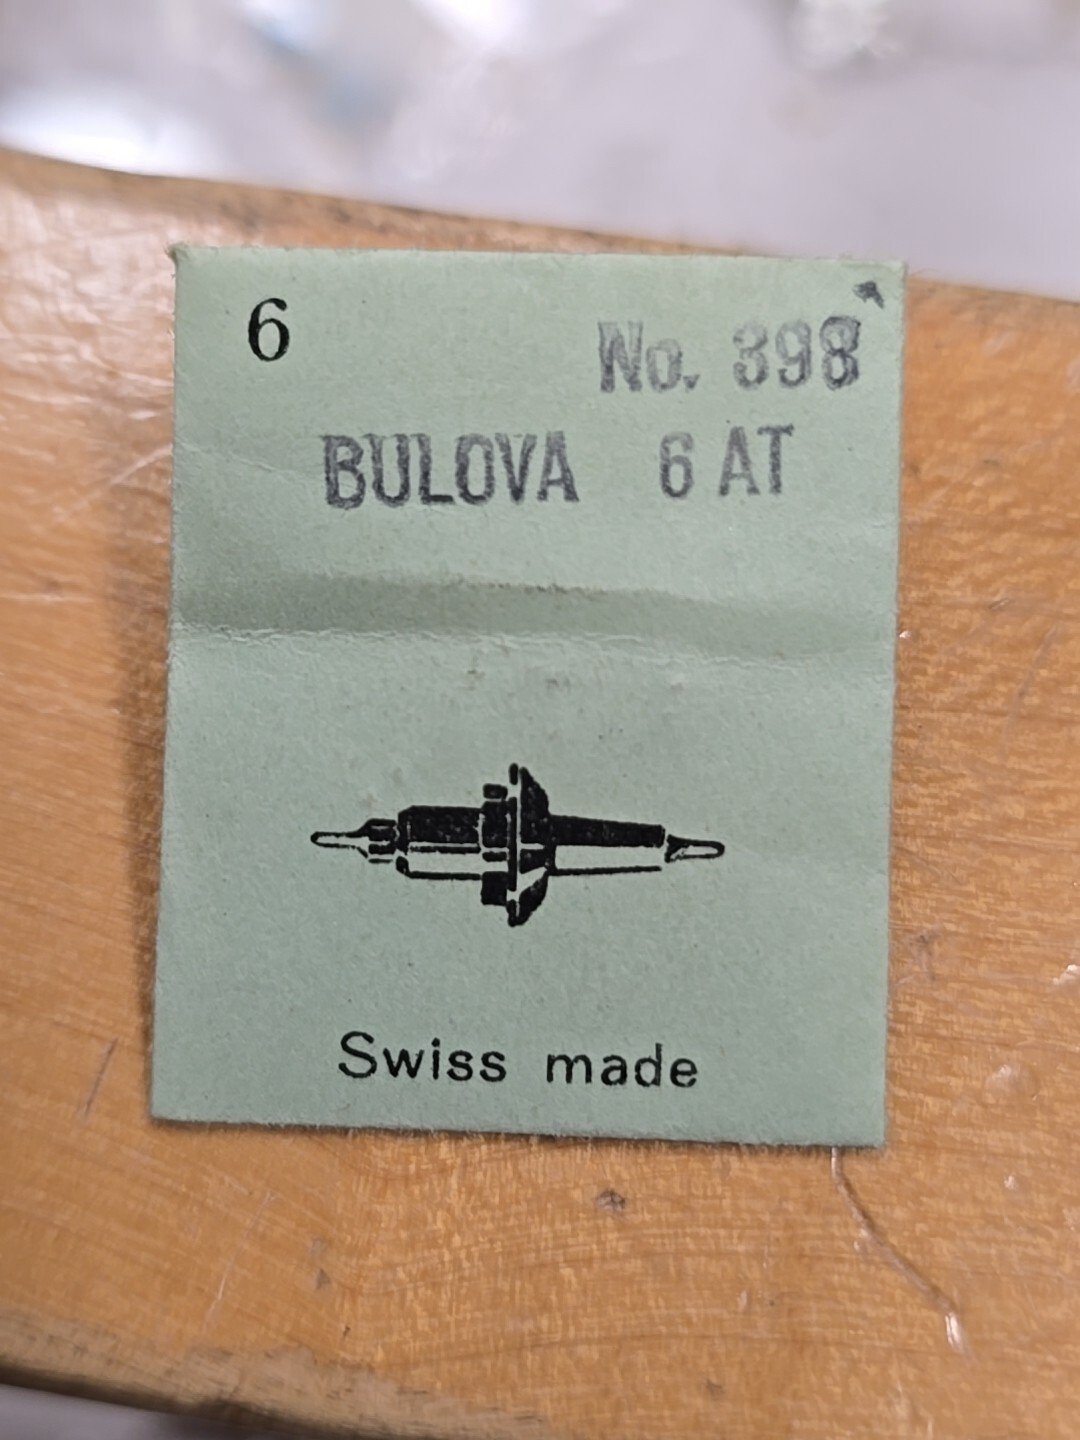 6
No. 398
BULOVA 6 AT
Swiss made